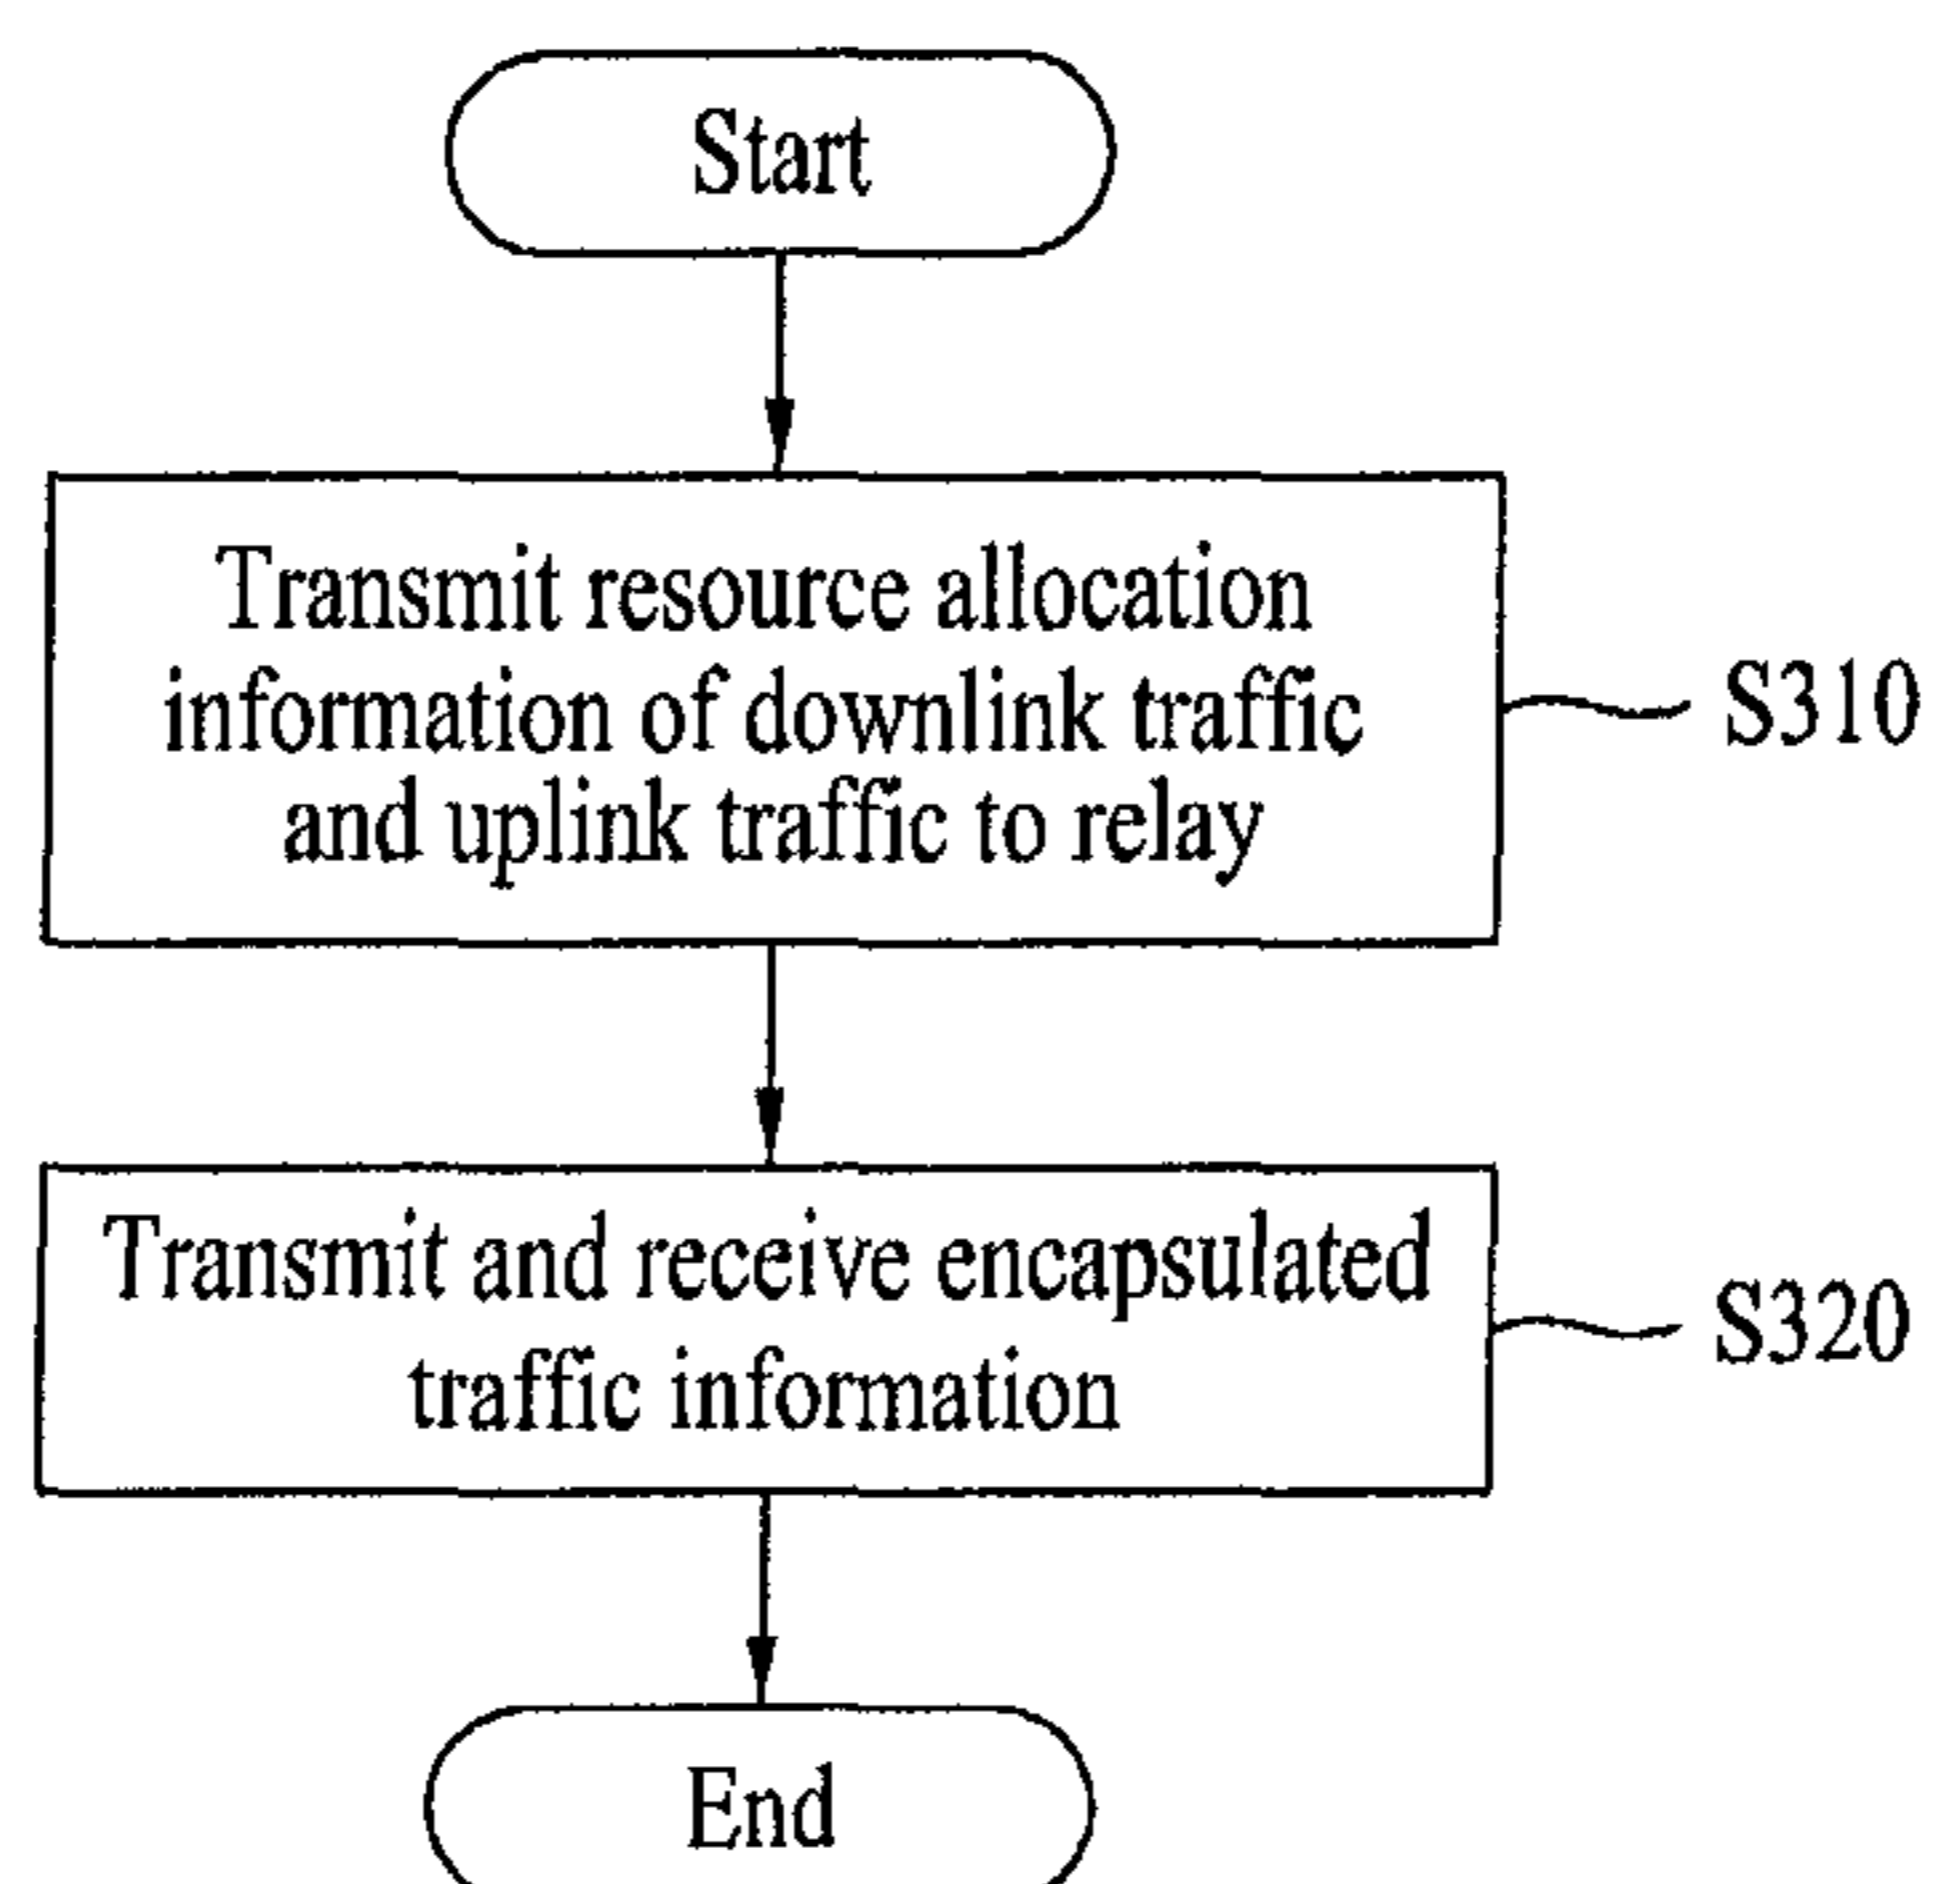 Start
Transmit resource allocation
information of downlink traffic
and uplink traffic to relay
S310
Transmit and receive encapsulated
traffic information
S320
End